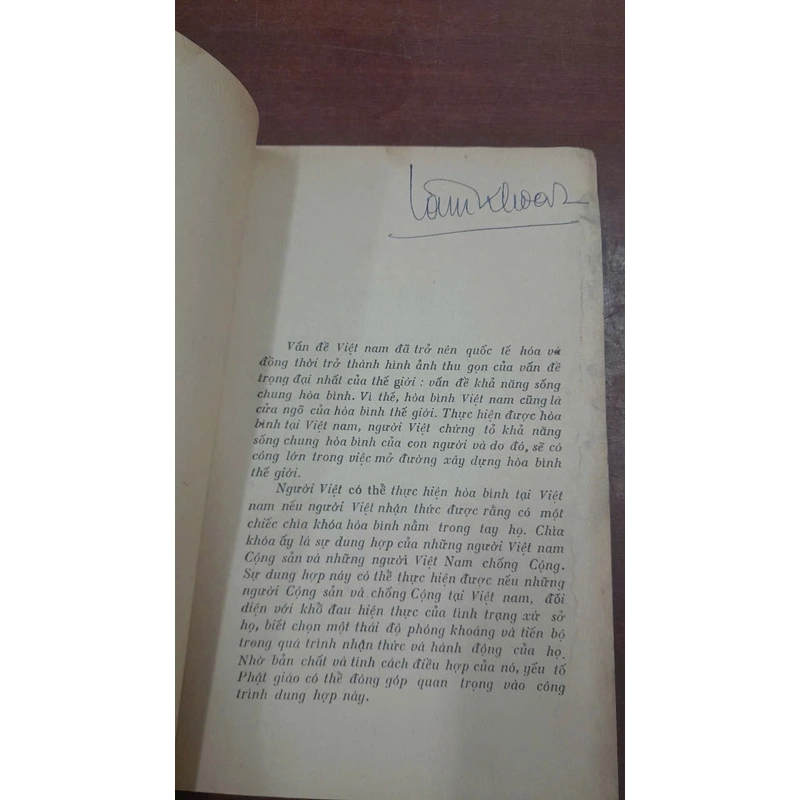 Vấn đề Việt nam đã trở nên quốc tế hóa và
đồng thời trở thành hình ảnh thu gọn của vấn đề
trọng đại nhất của thế giới : vấn đề khả năng sống
chung hòa bình. Vì thế, hòa bình Việt nam cũng là
cửa ngõ của hòa bình thế giới. Thực hiện được hòa
bình tại Việt nam, người Việt chứng tỏ khả năng
sống chung hòa bình của con người và do đó, sẽ có
công lớn trong việc mở đường xây dựng hòa bình
thế giới.
Người Việt có thể thực hiện hòa bình tại Việt
nam nếu người Việt nhận thức được rằng có một
chiếc chìa khóa hòa bình nằm trong tay họ. Chìa
khóa ấy là sự dung hợp của những người Việt nam
Cộng sản và những người Việt Nam chống Cộng.
Sự dung hợp này có thể thực hiện được nếu những
người Cộng sản và chống Cộng tại Việt nam, đối
diện với khổ đau hiện thực của tình trạng xứ sở
họ, biết chọn một thái độ phóng khoáng và tiến bộ
trong quá trình nhận thức và hành động của họ.
Nhờ bản chất và tính cách điều hợp của nó, yếu tố
Phật giáo có thể đóng góp quan trọng vào công
trình dung hợp này.